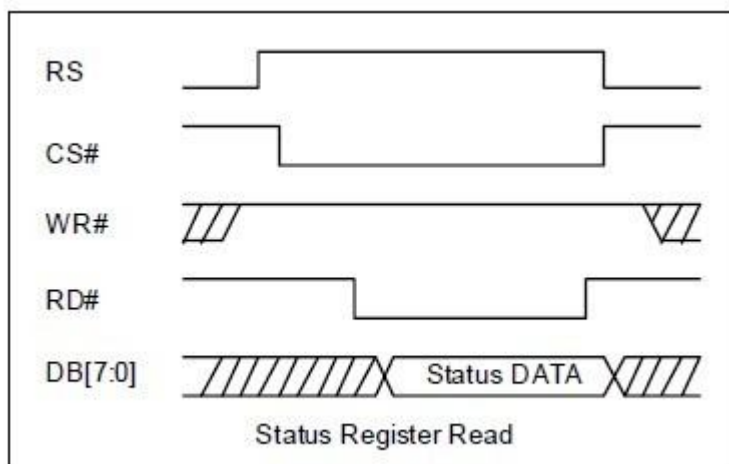 RS
CS#
WR#
RD#
DB[7:0]
Status DATA
Status Register Read